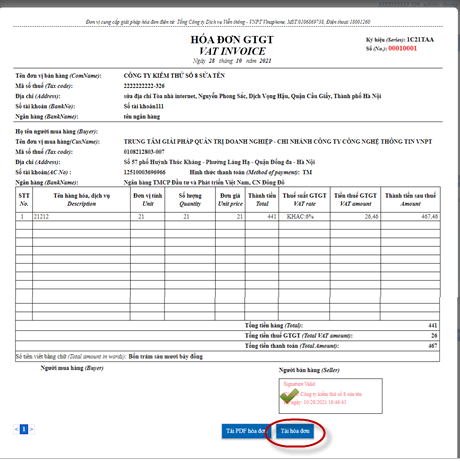 Đơn vị cung cấp giải pháp hóa đơn điện tử: Tổng Công ty Dịch vụ Viễn thông - VNPT Vinaphone, MST:0106869738, Điện thoại:18001260
HÓA ĐƠN GTGT
VAT INVOICE
Ngày 28 tháng 10 năm 2021
Ký hiệu (Series): 1C21TAA
Số (No.): 00010001
Tên đơn vị bán hàng (ComName): CÔNG TY KIỂM THỬ SỐ 8 SỬA TÊN
Mã số thuế (Tax code): 2222222222-326
Địa chỉ (Address): sửa địa chỉ Tòa nhà internet, Nguyễn Phong Sắc, Dịch Vọng Hậu, Quận Cầu Giấy, Thành phố Hà Nội
Số tài khoản (BankNo): Số tài khoản111
Ngân hàng (BankName): tên ngân hàng
Họ tên người mua hàng (Buyer):
Tên đơn vị mua hàng (CusName): TRUNG TÂM GIẢI PHÁP QUẢN TRỊ DOANH NGHIỆP - CHI NHÁNH CÔNG TY CÔNG NGHỆ THÔNG TIN VNPT
Mã số thuế (Tax code): 0108212803-007
Địa chỉ (Address): Số 57 phố Huỳnh Thúc Kháng - Phường Láng Hạ - Quận Đống đa - Hà Nội
Số tài khoản(AC No) : 12510003696966 Hình thức thanh toán (Method of payment): TM
Ngân hàng (BankName): Ngân hàng TMCP Đầu tư và Phát triển Việt Nam, CN Đông Đô
STT Tên hàng hóa, dịch vụ Đơn vị tính Số lượng Đơn giá Thành tiền Thuế suất GTGT Tiền thuế GTGT Thành tiền sau thuế
No. Description Unit Quantity Unit price Total VAT rate VAT amount Amount
1 21212 21 21 21 441 KHAC:6% 26,46 467,46
Tổng tiền hàng (Total): 441
Tổng tiền thuế GTGT (Total VAT amount): 26
Tổng tiền thanh toán (Total Amount): 467
Số tiền viết bằng chữ (Total amount in words): Bốn trăm sáu mươi bảy đồng
Người mua hàng (Buyer) Người bán hàng (Seller)
Signature Valid
Công ty kiểm thử số 8 sửa tên
ngày: 10/28/2021 16:46:43
< 1 >
Tải PDF hóa đơn Tải hóa đơn